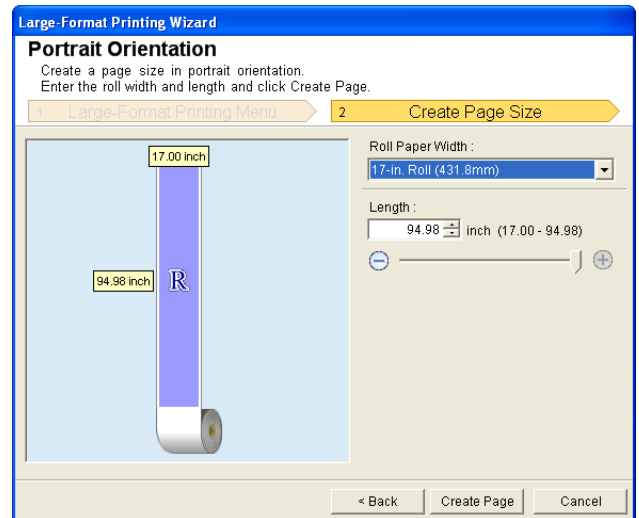 Large-Format Printing Wizard
Portrait Orientation
Create a page size in portrait orientation.
Enter the roll width and length and click Create Page.
1 Large-Format Printing Menu
2 Create Page Size
17.00 inch
94.98 inch
R
Roll Paper Width :
17-in. Roll (431.8mm)
Length :
94.98 inch (17.00 - 94.98)
< Back
Create Page
Cancel